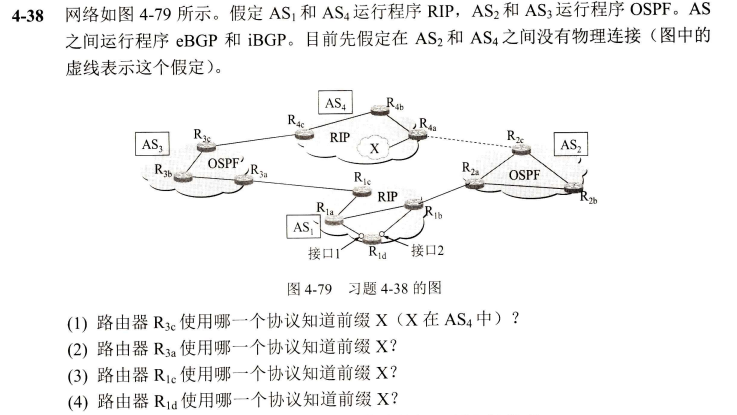 4-38 网络如图 4-79 所示。假定 AS₁ 和 AS₄ 运行程序 RIP，AS₂ 和 AS₃ 运行程序 OSPF。AS
之间运行程序 eBGP 和 iBGP。目前先假定在 AS₂ 和 AS₄ 之间没有物理连接（图中的
虚线表示这个假定）。
AS₄
R₄b
R₄c
R₄a
RIP
X
AS₃
R₃c
OSPF
R₃b
R₃a
R₂c
AS₂
R₂a
OSPF
R₂b
R₁c
RIP
R₁a
R₁b
AS₁
接口1
R₁d
接口2
图 4-79 习题 4-38 的图
(1) 路由器 R₃c 使用哪一个协议知道前缀 X（X 在 AS₄ 中）？
(2) 路由器 R₃a 使用哪一个协议知道前缀 X？
(3) 路由器 R₁c 使用哪一个协议知道前缀 X？
(4) 路由器 R₁d 使用哪一个协议知道前缀 X？